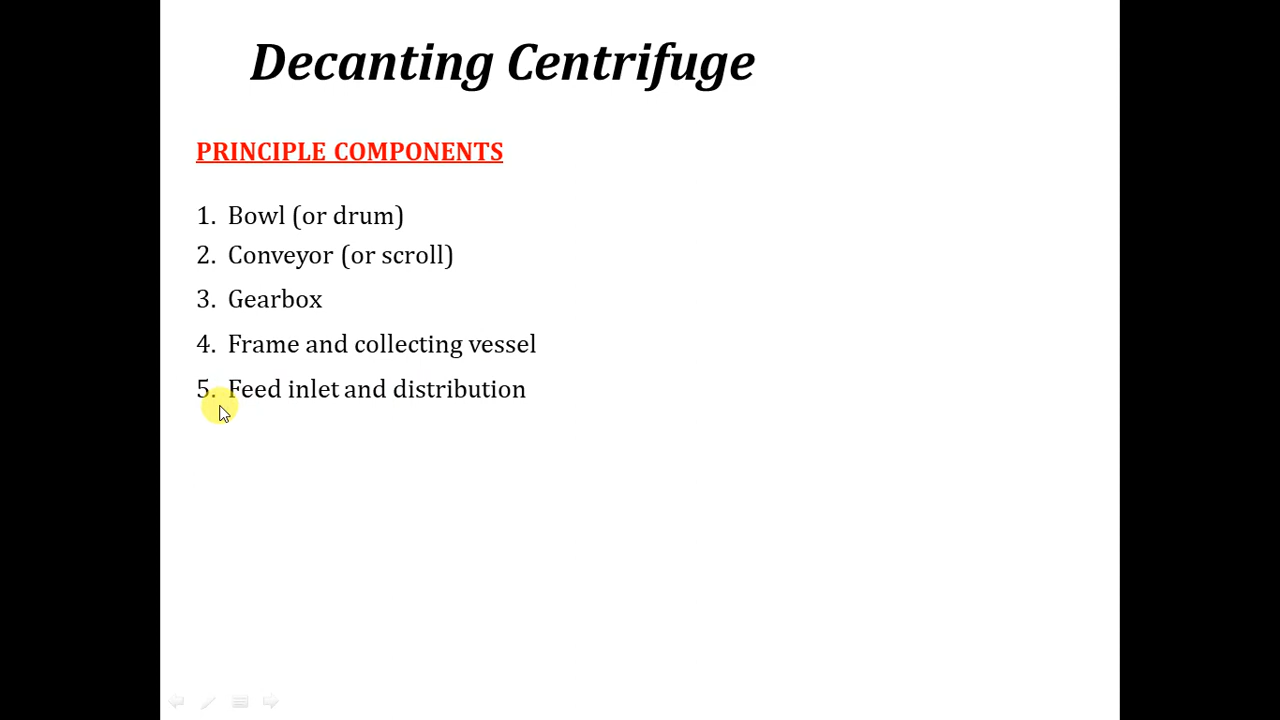 Decanting Centrifuge
PRINCIPLE COMPONENTS
1. Bowl (or drum)
2. Conveyor (or scroll)
3. Gearbox
4. Frame and collecting vessel
5. Feed inlet and distribution